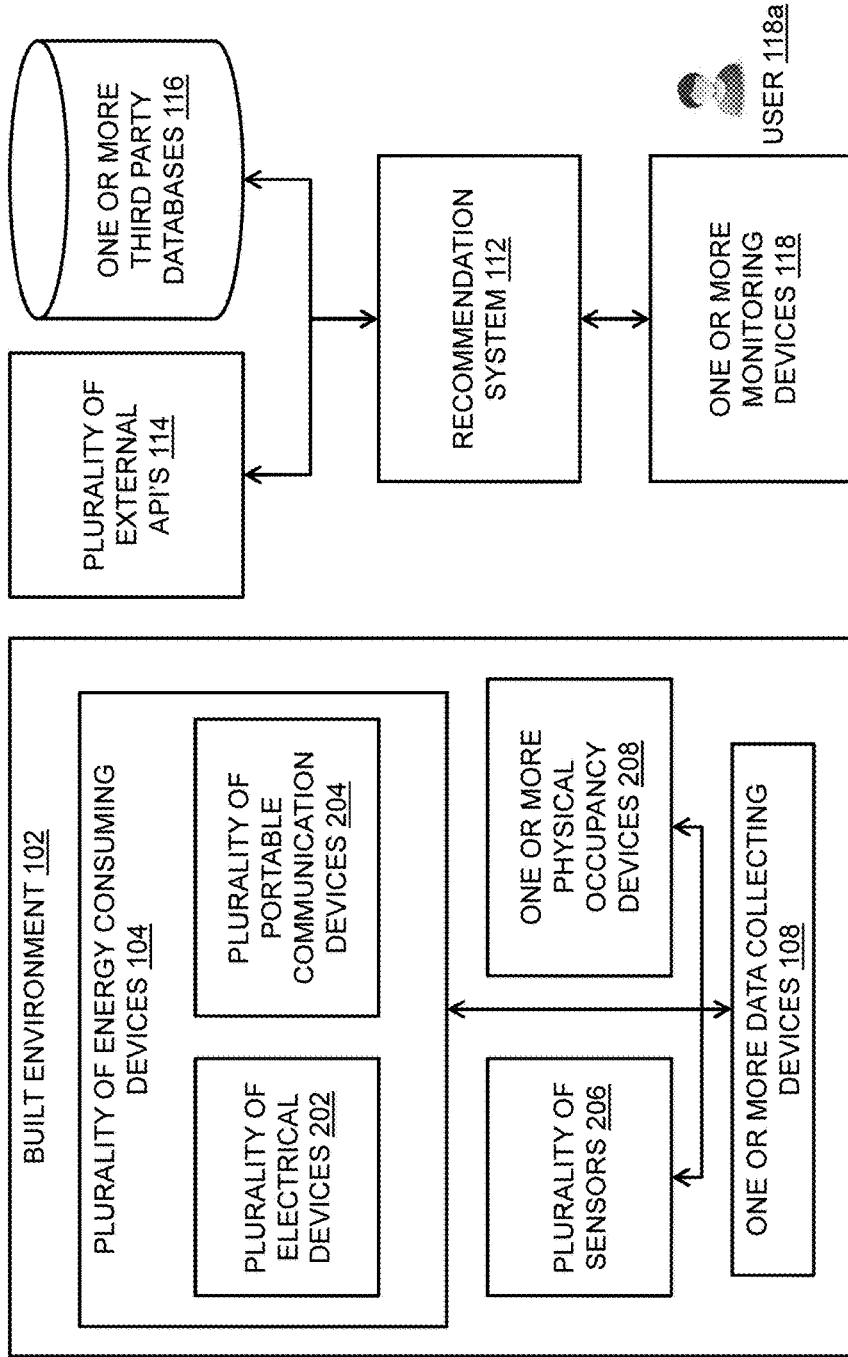 BUILT ENVIRONMENT 102
PLURALITY OF ENERGY CONSUMING
DEVICES 104
PLURALITY OF
ELECTRICAL
DEVICES 202
PLURALITY OF
PORTABLE
COMMUNICATION
DEVICES 204
PLURALITY OF
SENSORS 206
ONE OR MORE
PHYSICAL
OCCUPANCY
DEVICES 208
ONE OR MORE DATA COLLECTING
DEVICES 108
PLURALITY OF
EXTERNAL
API'S 114
ONE OR MORE
THIRD PARTY
DATABASES 116
RECOMMENDATION
SYSTEM 112
ONE OR MORE
MONITORING
DEVICES 118
USER 118a